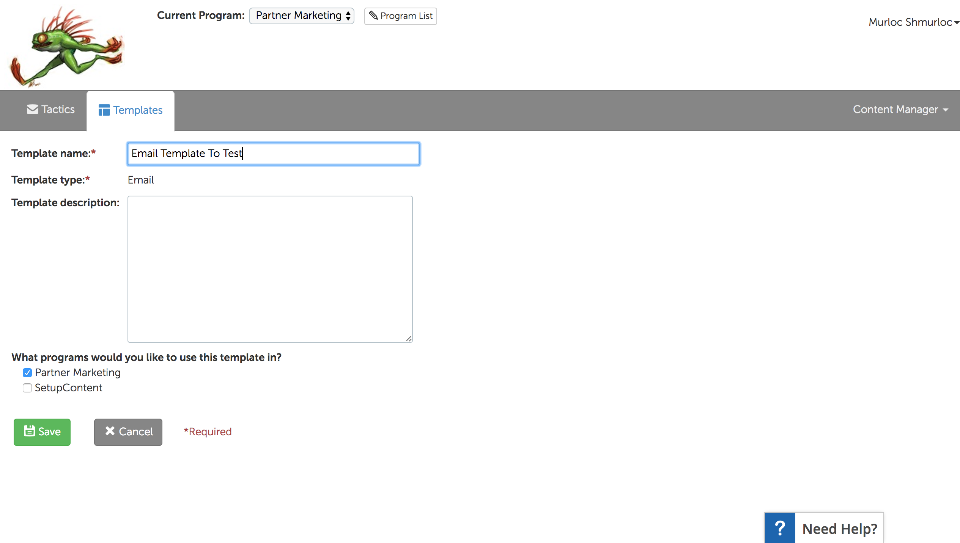 Current Program: Partner Marketing Program List
Murloc Shmurloc
Tactics Templates Content Manager
Template name:* Email Template To Test
Template type:* Email
Template description:
What programs would you like to use this template in?
Partner Marketing
SetupContent
Save Cancel *Required
? Need Help?